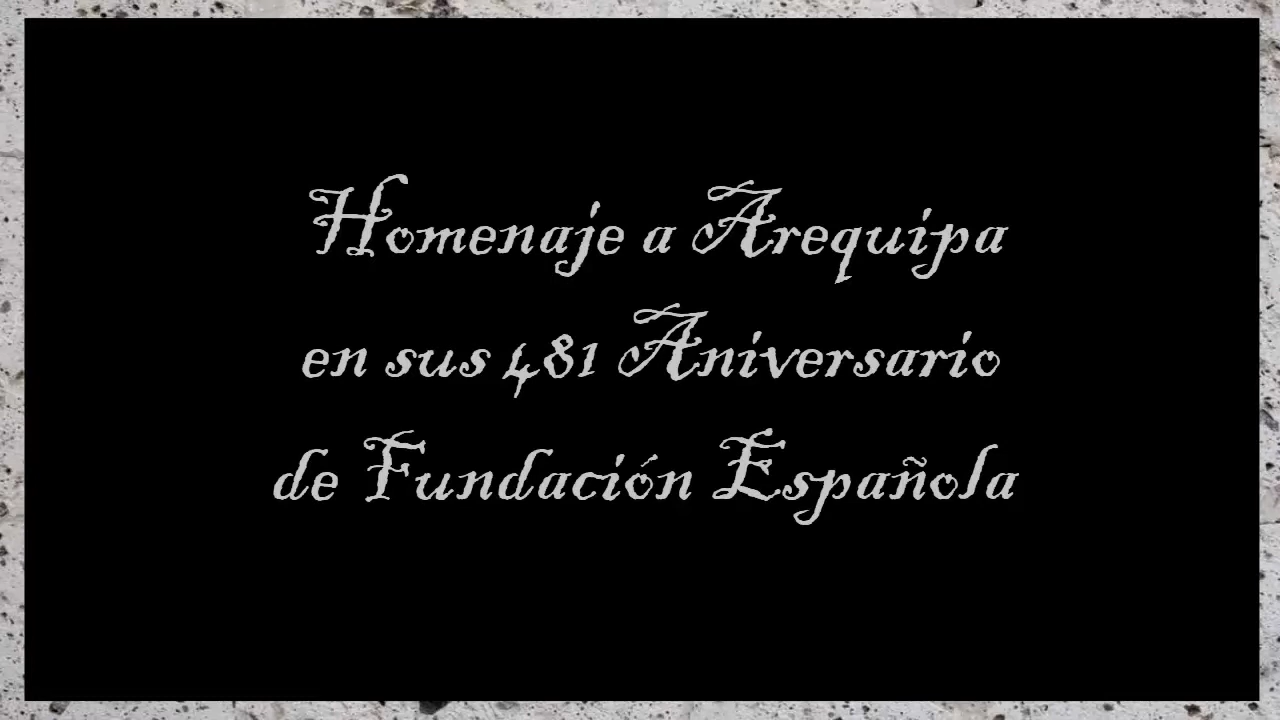 Homenaje a Arequipa
en sus 481 Aniversario
de Fundación Española